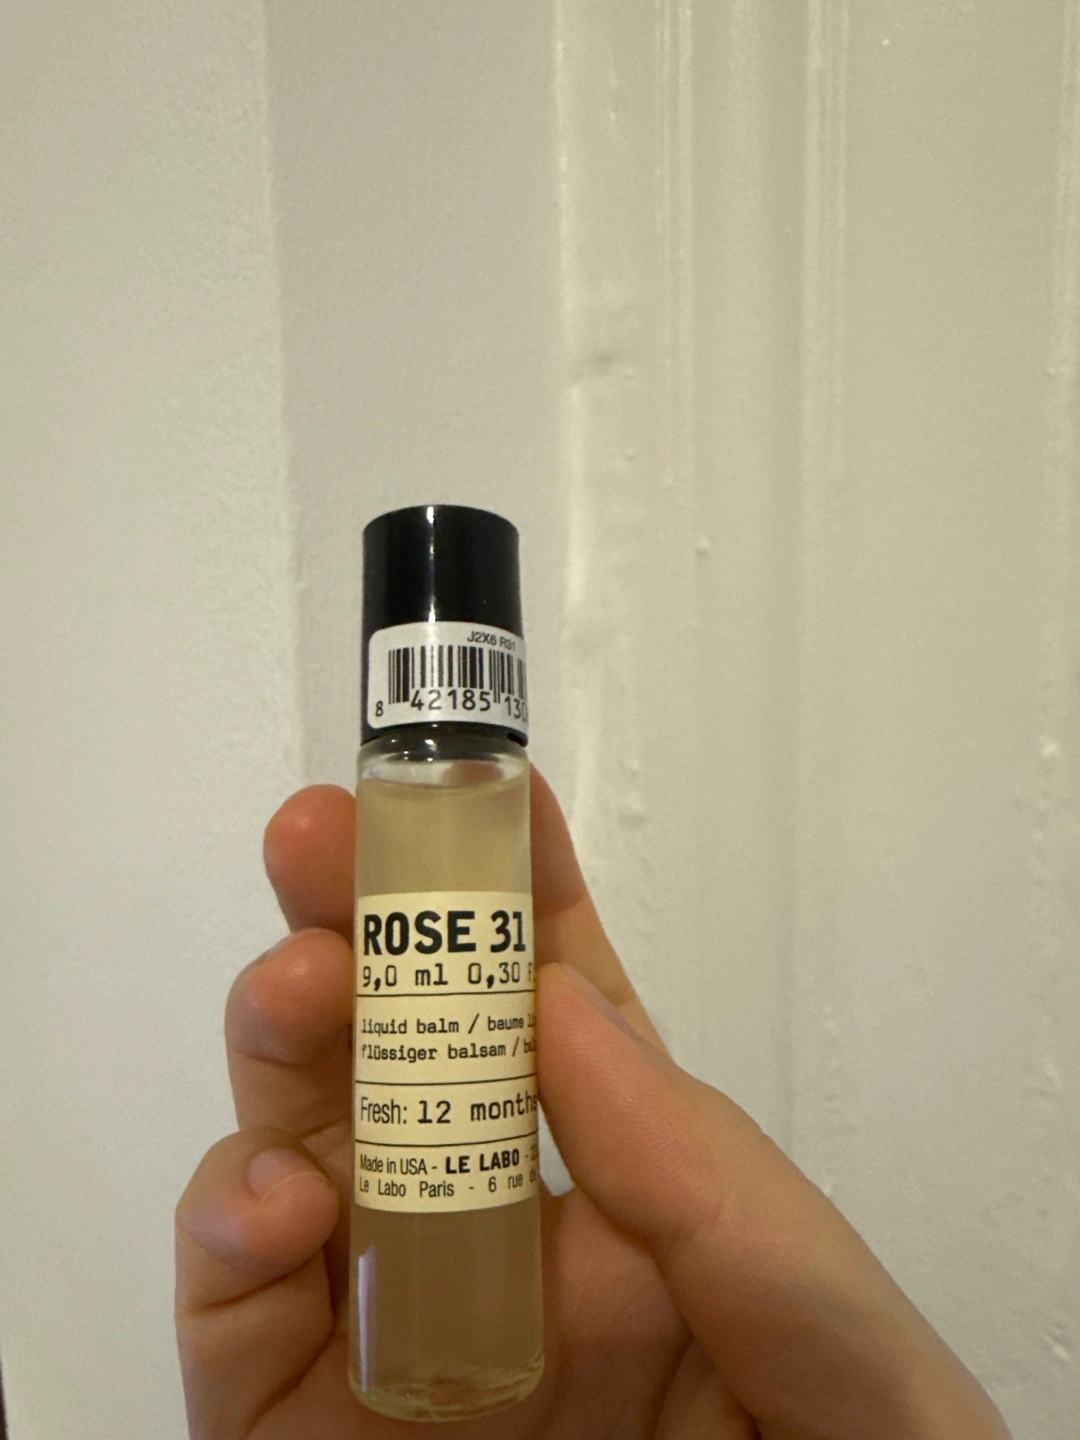 J2X6 R31
8 42185 130
ROSE 31
9,0 ml 0,30
liquid balm / baume
flüssiger balsam /
Fresh: 12 months
Made in USA - LE LABO -
Le Labo Paris - 6 rue